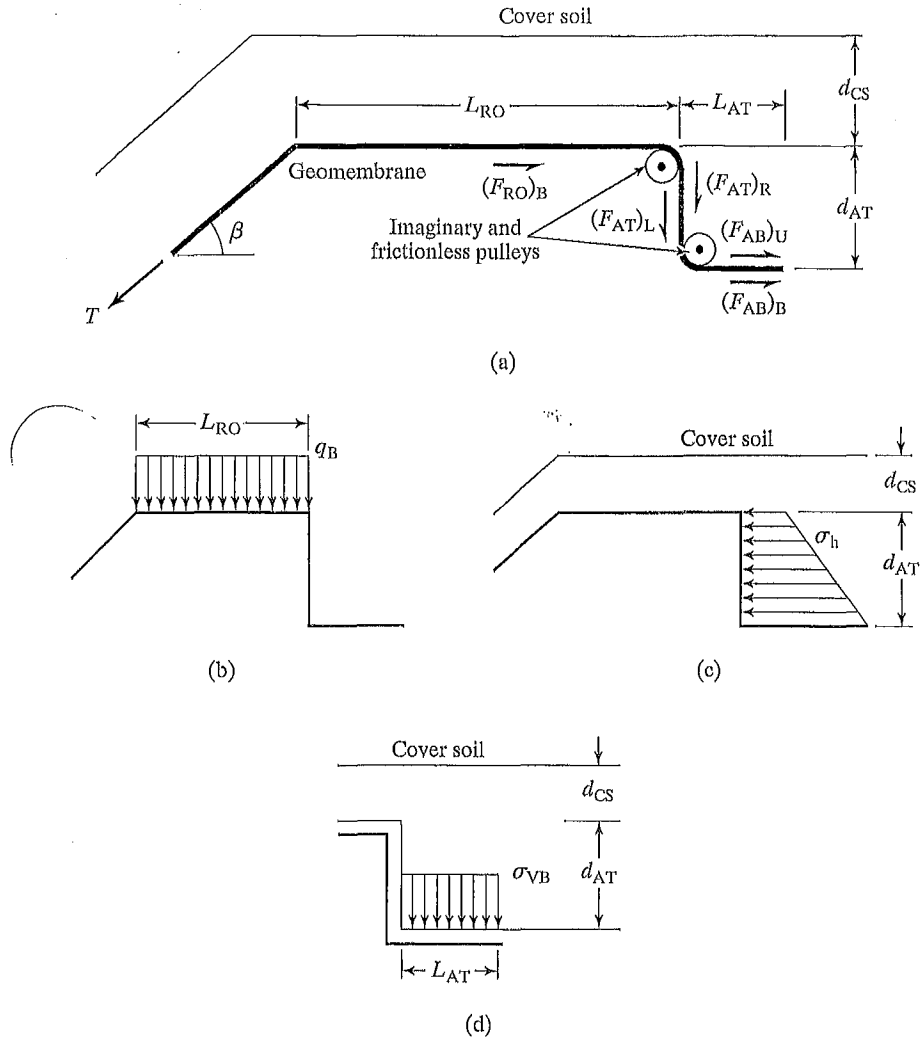 Cover soil
d_CS
L_RO
L_AT
Geomembrane
(F_RO)_B
(F_AT)_R
(F_AT)_L
d_AT
β
Imaginary and
frictionless pulleys
(F_AB)_U
(F_AB)_B
T
(a)
L_RO
q_B
(b)
Cover soil
d_CS
σ_h
d_AT
(c)
Cover soil
d_CS
σ_VB
d_AT
L_AT
(d)